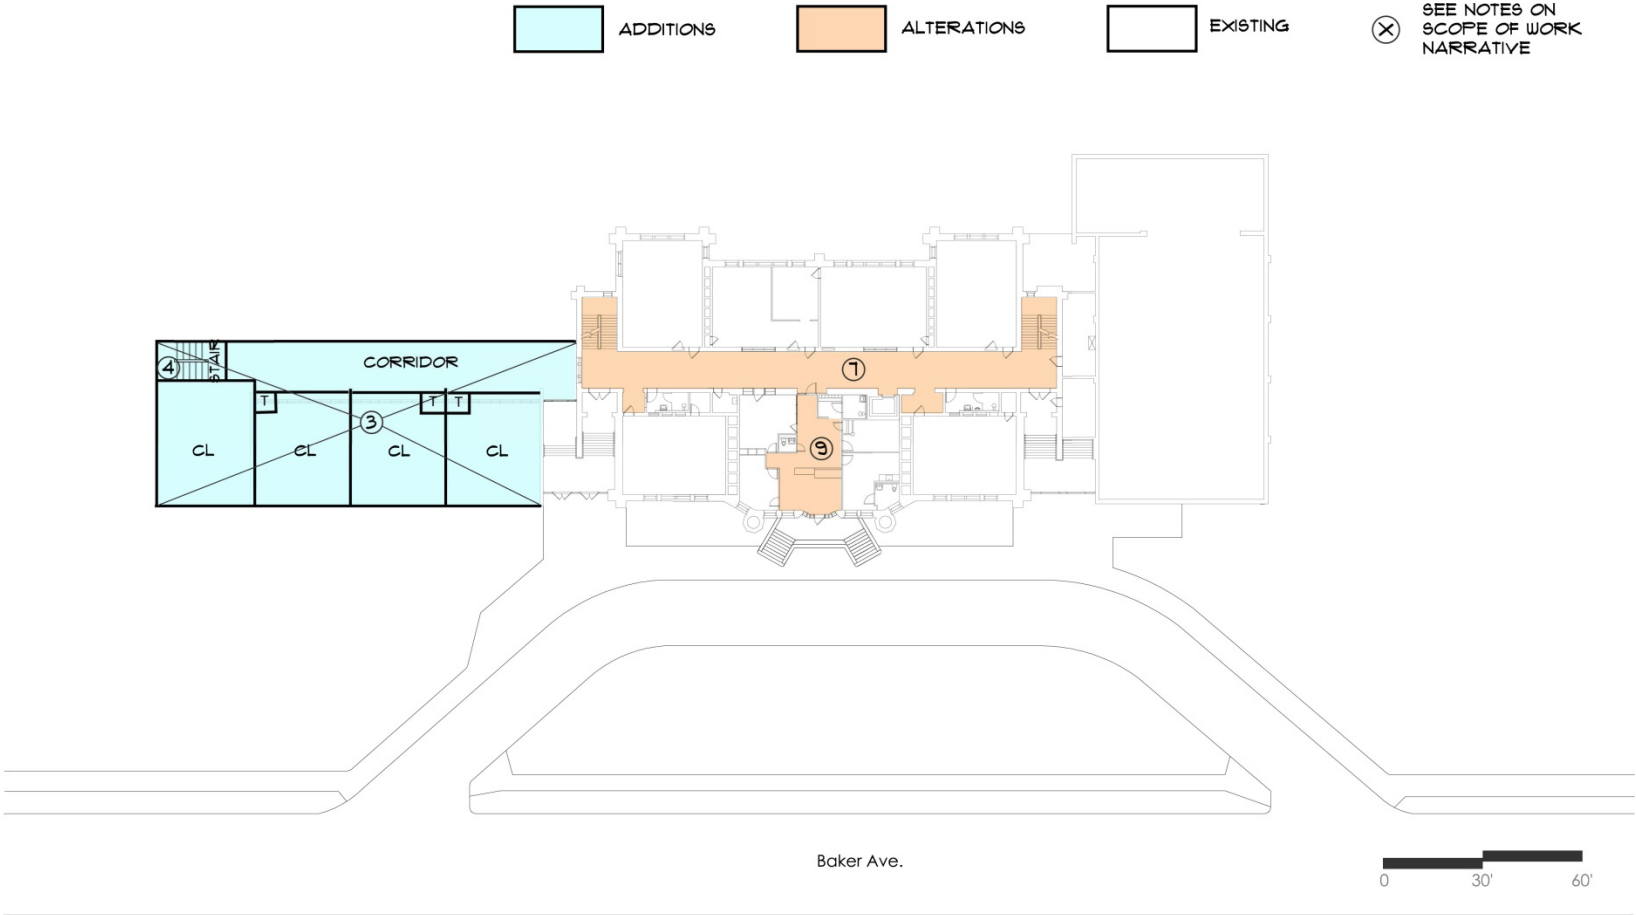 ADDITIONS
ALTERATIONS
EXISTING
X
SEE NOTES ON
SCOPE OF WORK
NARRATIVE
STAIR
4
CORRIDOR
7
T
T
T
3
CL
CL
CL
CL
9
Baker Ave.
0
30'
60'